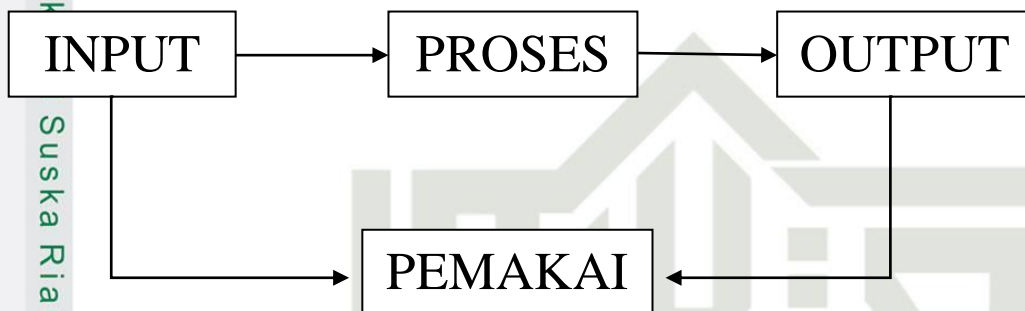 INPUT
PROSES
OUTPUT
PEMAKAI
k
Suska Ria